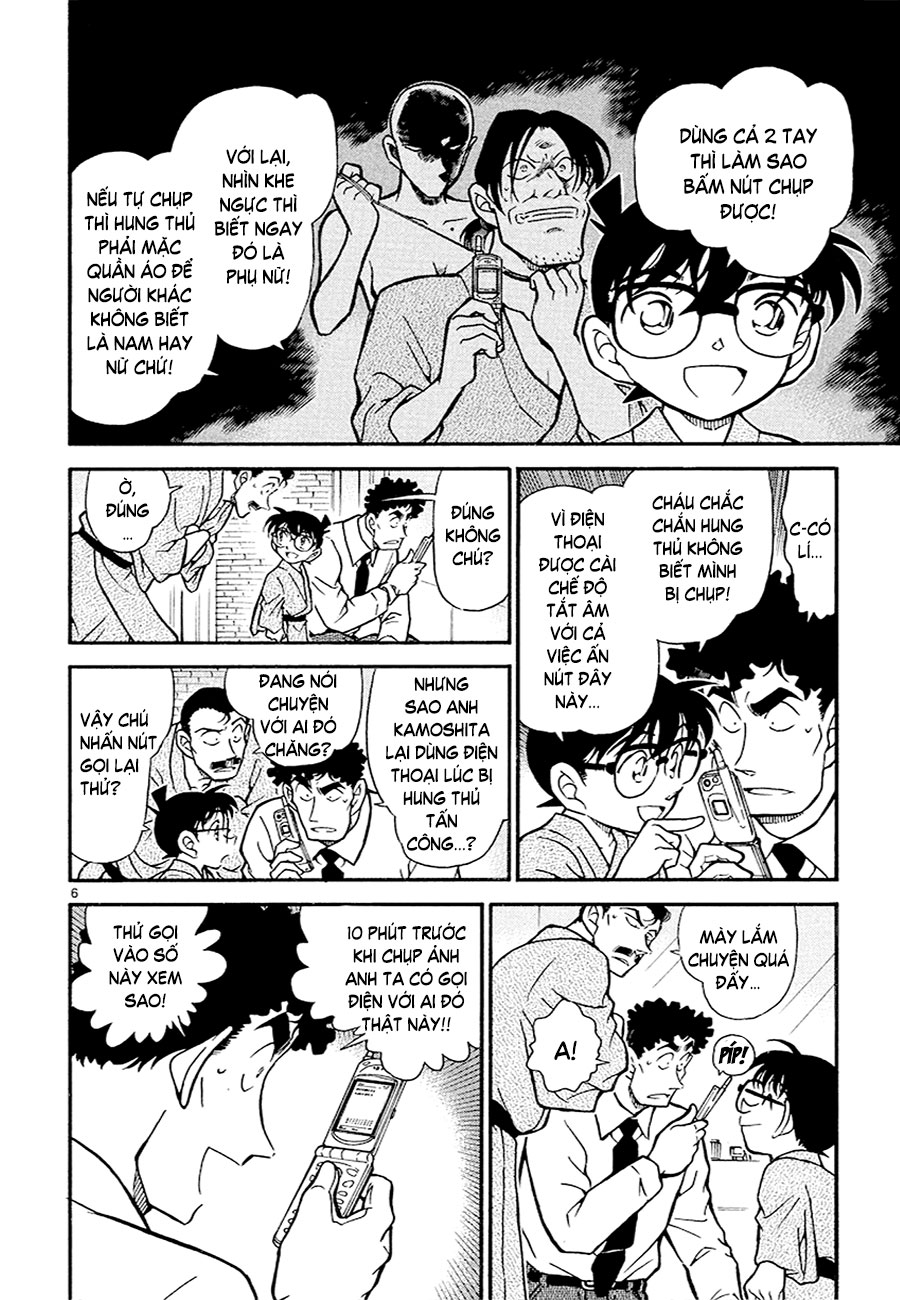 DÙNG CẢ 2 TAY
THÌ LÀM SAO
BẤM NÚT CHỤP
ĐƯỢC!
VỚI LẠI,
NHÌN KHE
NGỰC THÌ
BIẾT NGAY
ĐÓ LÀ
PHỤ NỮ!
NẾU TỰ CHỤP
THÌ HUNG THỦ
PHẢI MẶC
QUẦN ÁO ĐỂ
NGƯỜI KHÁC
KHÔNG BIẾT
LÀ NAM HAY
NỮ CHỨ!
C-CÓ
LÍ...
CHÁU CHẮC
CHẮN HUNG
THỦ KHÔNG
BIẾT MÌNH
BỊ CHỤP!
VÌ ĐIỆN
THOẠI
ĐƯỢC CÀI
CHẾ ĐỘ
TẮT ÂM
VỚI CẢ
VIỆC ẤN
NÚT ĐÂY
NÀY...
ĐÚNG
KHÔNG
CHÚ?
Ờ,
ĐÚNG
...
NHƯNG
SAO ANH
KAMOSHITA
LẠI DÙNG ĐIỆN
THOẠI LÚC BỊ
HUNG THỦ
TẤN
CÔNG...?
ĐANG NÓI
CHUYỆN
VỚI AI ĐÓ
CHĂNG?
VẬY CHÚ
NHẤN NÚT
GỌI LẠI
THỬ?
6
MÀY LẮM
CHUYỆN QUÁ
ĐẤY...
PÍP!
A!
10 PHÚT TRƯỚC
KHI CHỤP ẢNH
ANH TA CÓ GỌI
ĐIỆN VỚI AI ĐÓ
THẬT NÀY!!
THỬ GỌI
VÀO SỐ
NÀY XEM
SAO!